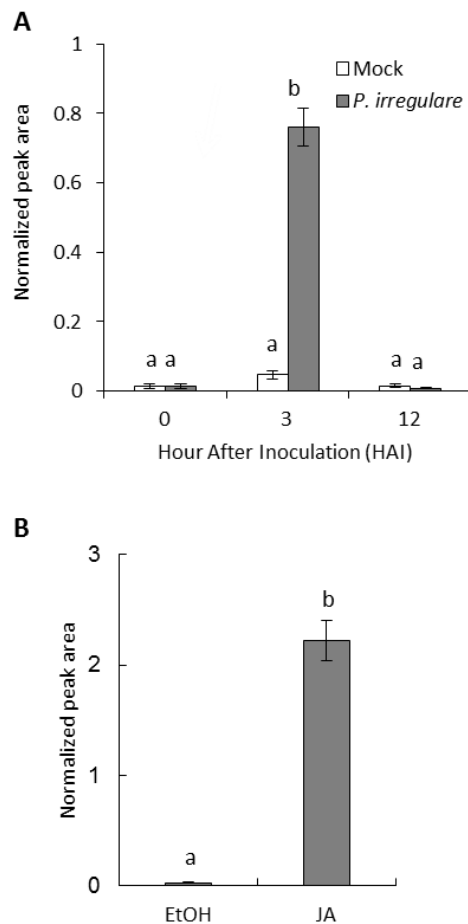 A
Normalized peak area
1
0.8
0.6
0.4
0.2
0
Mock
P. irregulare
a a
a
b
a a
0 3 12
Hour After Inoculation (HAI)
B
Normalized peak area
3
2
1
0
a
b
EtOH JA